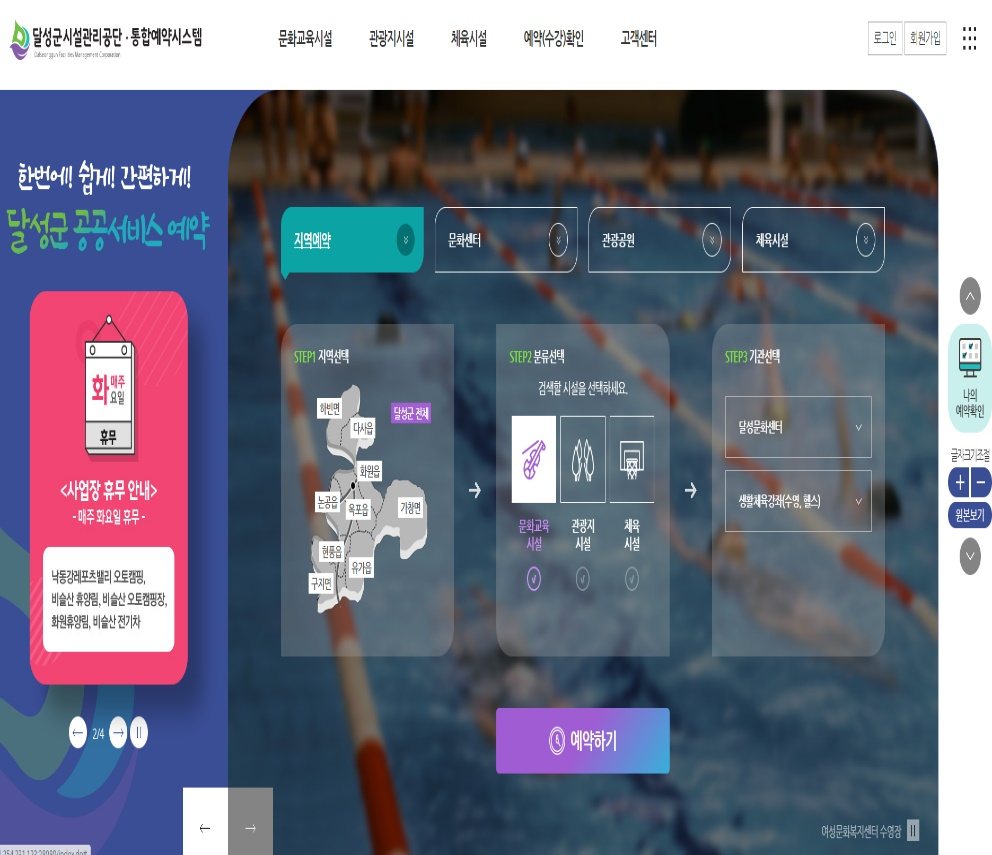 달성군시설관리공단 · 통합예약시스템
문화교육시설 관광지시설 체육시설 예약(수강)확인 고객센터
로그인 회원가입
한번에! 쉽게! 간편하게!
달성군 공공서비스 예약
화 매주
요일
휴무
<사업장 휴무 안내>
- 매주 화요일 휴무 -
낙동강레포츠밸리 오토캠핑,
비슬산 휴양림, 비슬산 오토캠핑장,
화원휴양림, 비슬산 전기차
2/4
지역예약 문화센터 관광공원 체육시설
STEP1 지역선택
하빈면
달성군 전체
다사읍
화원읍
논공읍
옥포읍
가창면
현풍읍
유가읍
구지면
STEP2 분류선택
검색할 시설을 선택하세요.
문화교육
시설
관광지
시설
체육
시설
STEP3 기관선택
달성문화센터
생활체육강좌(수영, 헬스)
예약하기
여성문화복지센터 수영장
나의
예약확인
글자크기조절
+ −
원본보기